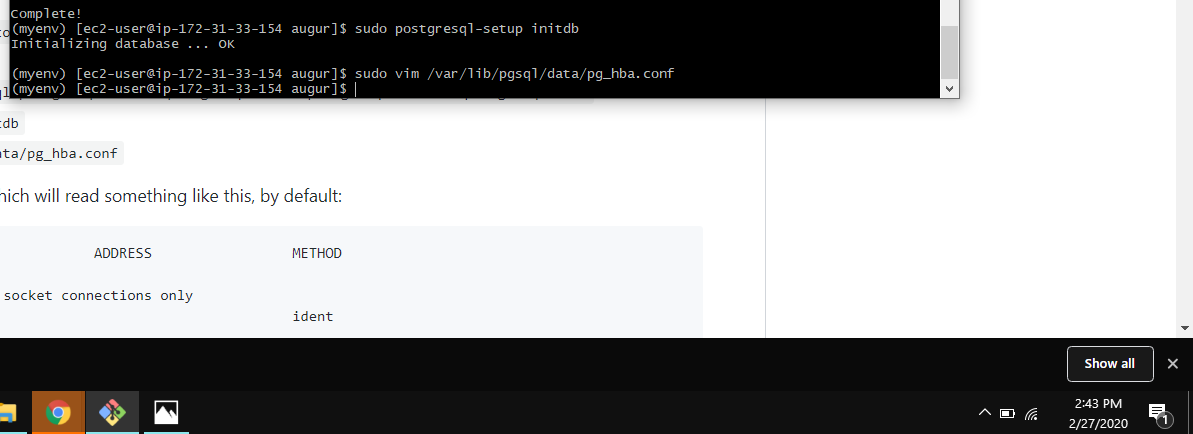 Complete!
(myenv) [ec2-user@ip-172-31-33-154 augur]$ sudo postgresql-setup initdb
Initializing database ... OK
(myenv) [ec2-user@ip-172-31-33-154 augur]$ sudo vim /var/lib/pgsql/data/pg_hba.conf
(myenv) [ec2-user@ip-172-31-33-154 augur]$
tdb
ata/pg_hba.conf
hich will read something like this, by default:
ADDRESS METHOD
socket connections only
ident
Show all
2:43 PM
2/27/2020
1